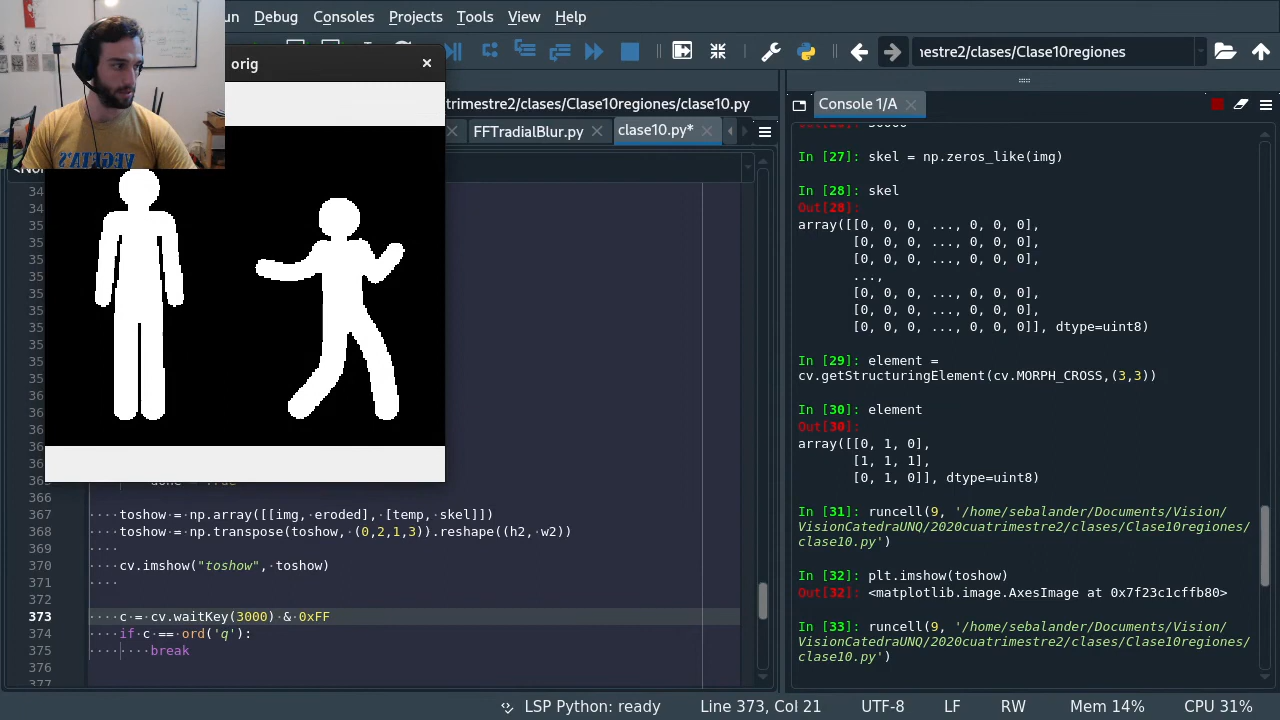 un Debug Consoles Projects Tools View Help
nestre2/clases/Clase10regiones
orig
trimestre2/clases/Clase10regiones/clase10.py
FFTradialBlur.py
clase10.py*
VEGETA'S
366
367 ····toshow·=·np.array([[img,·eroded],·[temp,·skel]])
368 ····toshow·=·np.transpose(toshow,·(0,2,1,3)).reshape((h2,·w2))
369 ····
370 ····cv.imshow("toshow",·toshow)
371 ····
372
373 ····c·=·cv.waitKey(3000)·&·0xFF
374 ····if·c·==·ord('q'):
375 ········break
376
377
Console 1/A
In [27]: skel = np.zeros_like(img)
In [28]: skel
Out[28]:
array([[0, 0, 0, ..., 0, 0, 0],
[0, 0, 0, ..., 0, 0, 0],
[0, 0, 0, ..., 0, 0, 0],
...,
[0, 0, 0, ..., 0, 0, 0],
[0, 0, 0, ..., 0, 0, 0],
[0, 0, 0, ..., 0, 0, 0]], dtype=uint8)
In [29]: element =
cv.getStructuringElement(cv.MORPH_CROSS,(3,3))
In [30]: element
Out[30]:
array([[0, 1, 0],
[1, 1, 1],
[0, 1, 0]], dtype=uint8)
In [31]: runcell(9, '/home/sebalander/Documents/Vision/
VisionCatedraUNQ/2020cuatrimestre2/clases/Clase10regiones/
clase10.py')
In [32]: plt.imshow(toshow)
Out[32]: <matplotlib.image.AxesImage at 0x7f23c1cffb80>
In [33]: runcell(9, '/home/sebalander/Documents/Vision/
VisionCatedraUNQ/2020cuatrimestre2/clases/Clase10regiones/
clase10.py')
LSP Python: ready Line 373, Col 21 UTF-8 LF RW Mem 14% CPU 31%